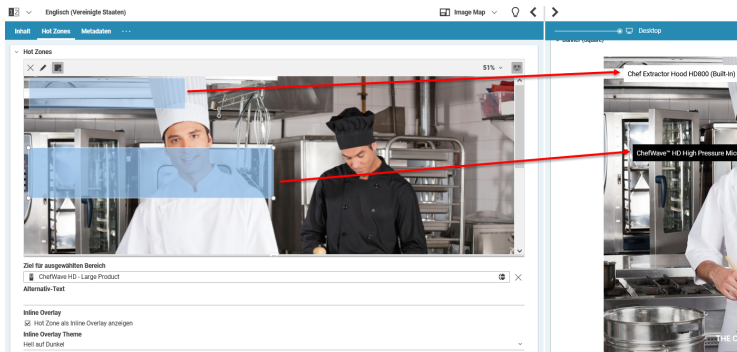 Englisch (Vereinigte Staaten)
Image Map
Inhalt Hot Zones Metadaten ···
Desktop
Hot Zones
51%
Chef Extractor Hood HD800 (Built-In)
ChefWave™ HD High Pressure Mic
Ziel für ausgewählten Bereich
ChefWave HD - Large Product
Alternativ-Text
Inline Overlay
Hot Zone als Inline Overlay anzeigen
Inline Overlay Theme
Hell auf Dunkel
THE C